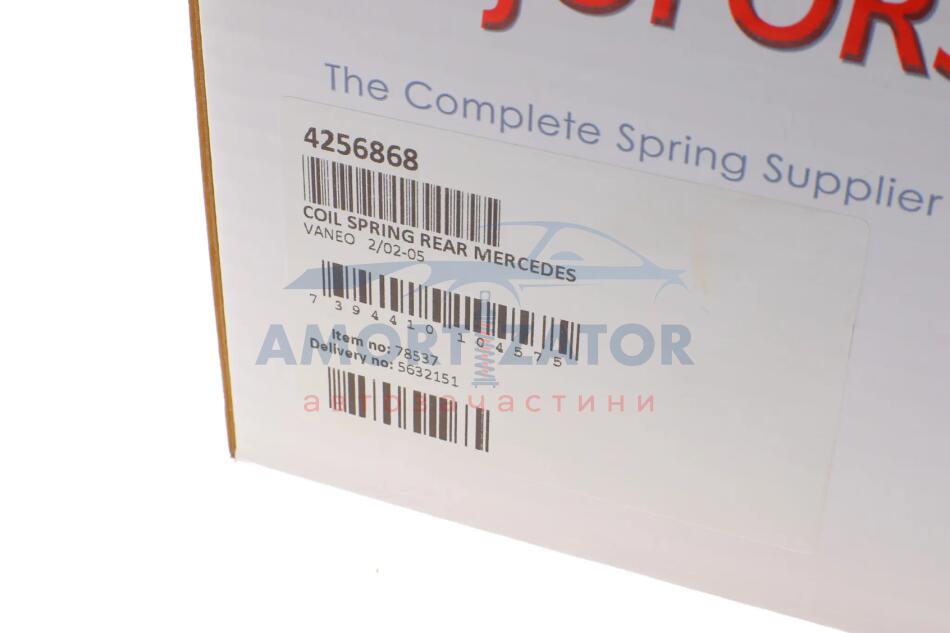 The Complete Spring Supplier
4256868
COIL SPRING REAR MERCEDES
VANEO 2/02-05
7 394410 104575
Item no: 78537
Delivery no: 5632151
AMORTIZATOR
автозапчастини